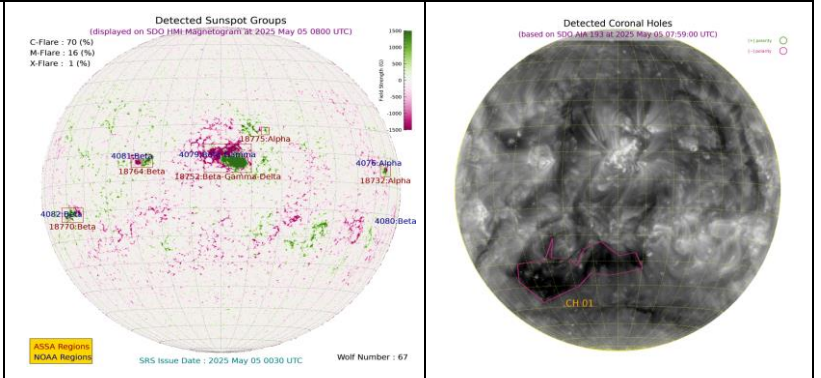 Detected Sunspot Groups
(displayed on SDO HMI Magnetogram at 2025 May 05 0800 UTC)
C-Flare : 70 (%)
M-Flare : 16 (%)
X-Flare : 1 (%)
1500
1000
500
0
-500
-1000
-1500
Field Strength (G)
18775:Alpha
4081:Beta
18764:Beta
4079:
18752:Beta-Gamma-Delta
4076:Alpha
18732:Alpha
4082:Beta
18770:Beta
4080:Beta
ASSA Regions
NOAA Regions
SRS Issue Date : 2025 May 05 0030 UTC
Wolf Number : 67
Detected Coronal Holes
(based on SDO AIA 193 at 2025 May 05 07:59:00 UTC)
(+) polarity
(-) polarity
CH 01